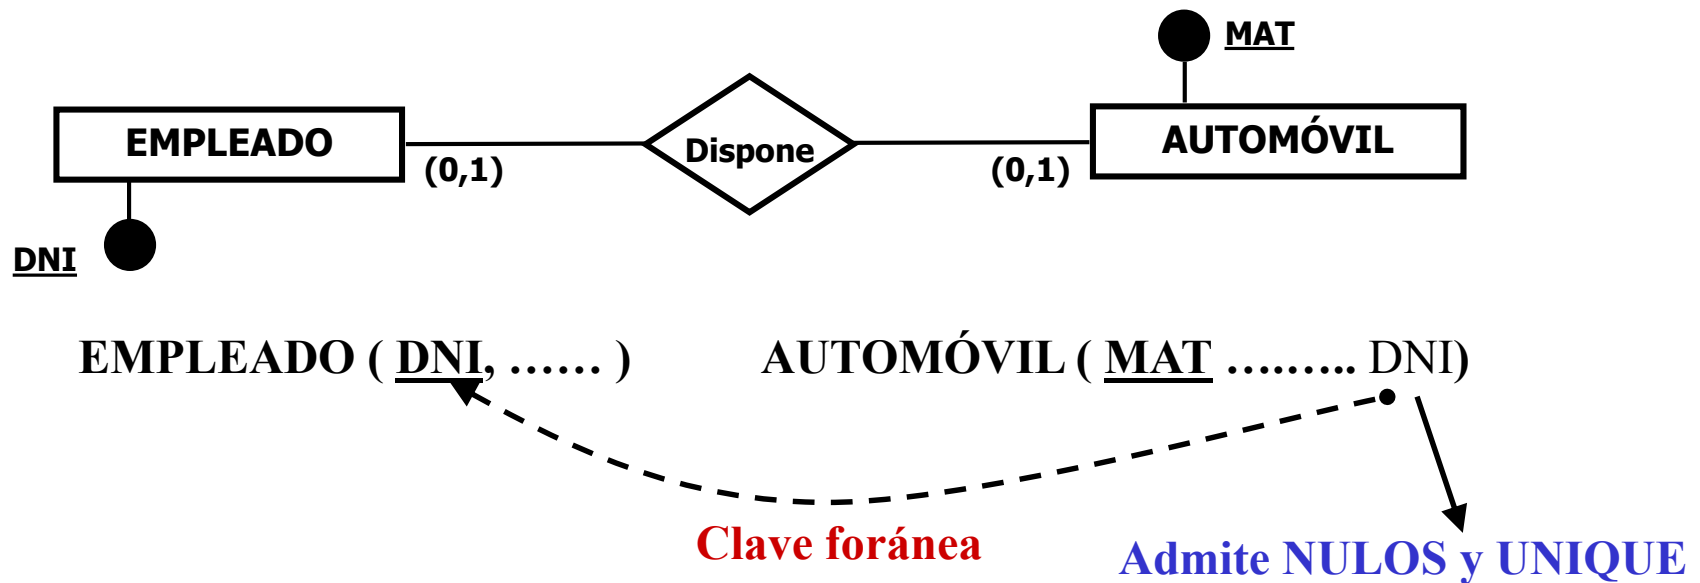 MAT
EMPLEADO
(0,1)
Dispone
(0,1)
AUTOMÓVIL
DNI
EMPLEADO ( DNI, …… )
AUTOMÓVIL ( MAT ….….. DNI)
Clave foránea
Admite NULOS y UNIQUE